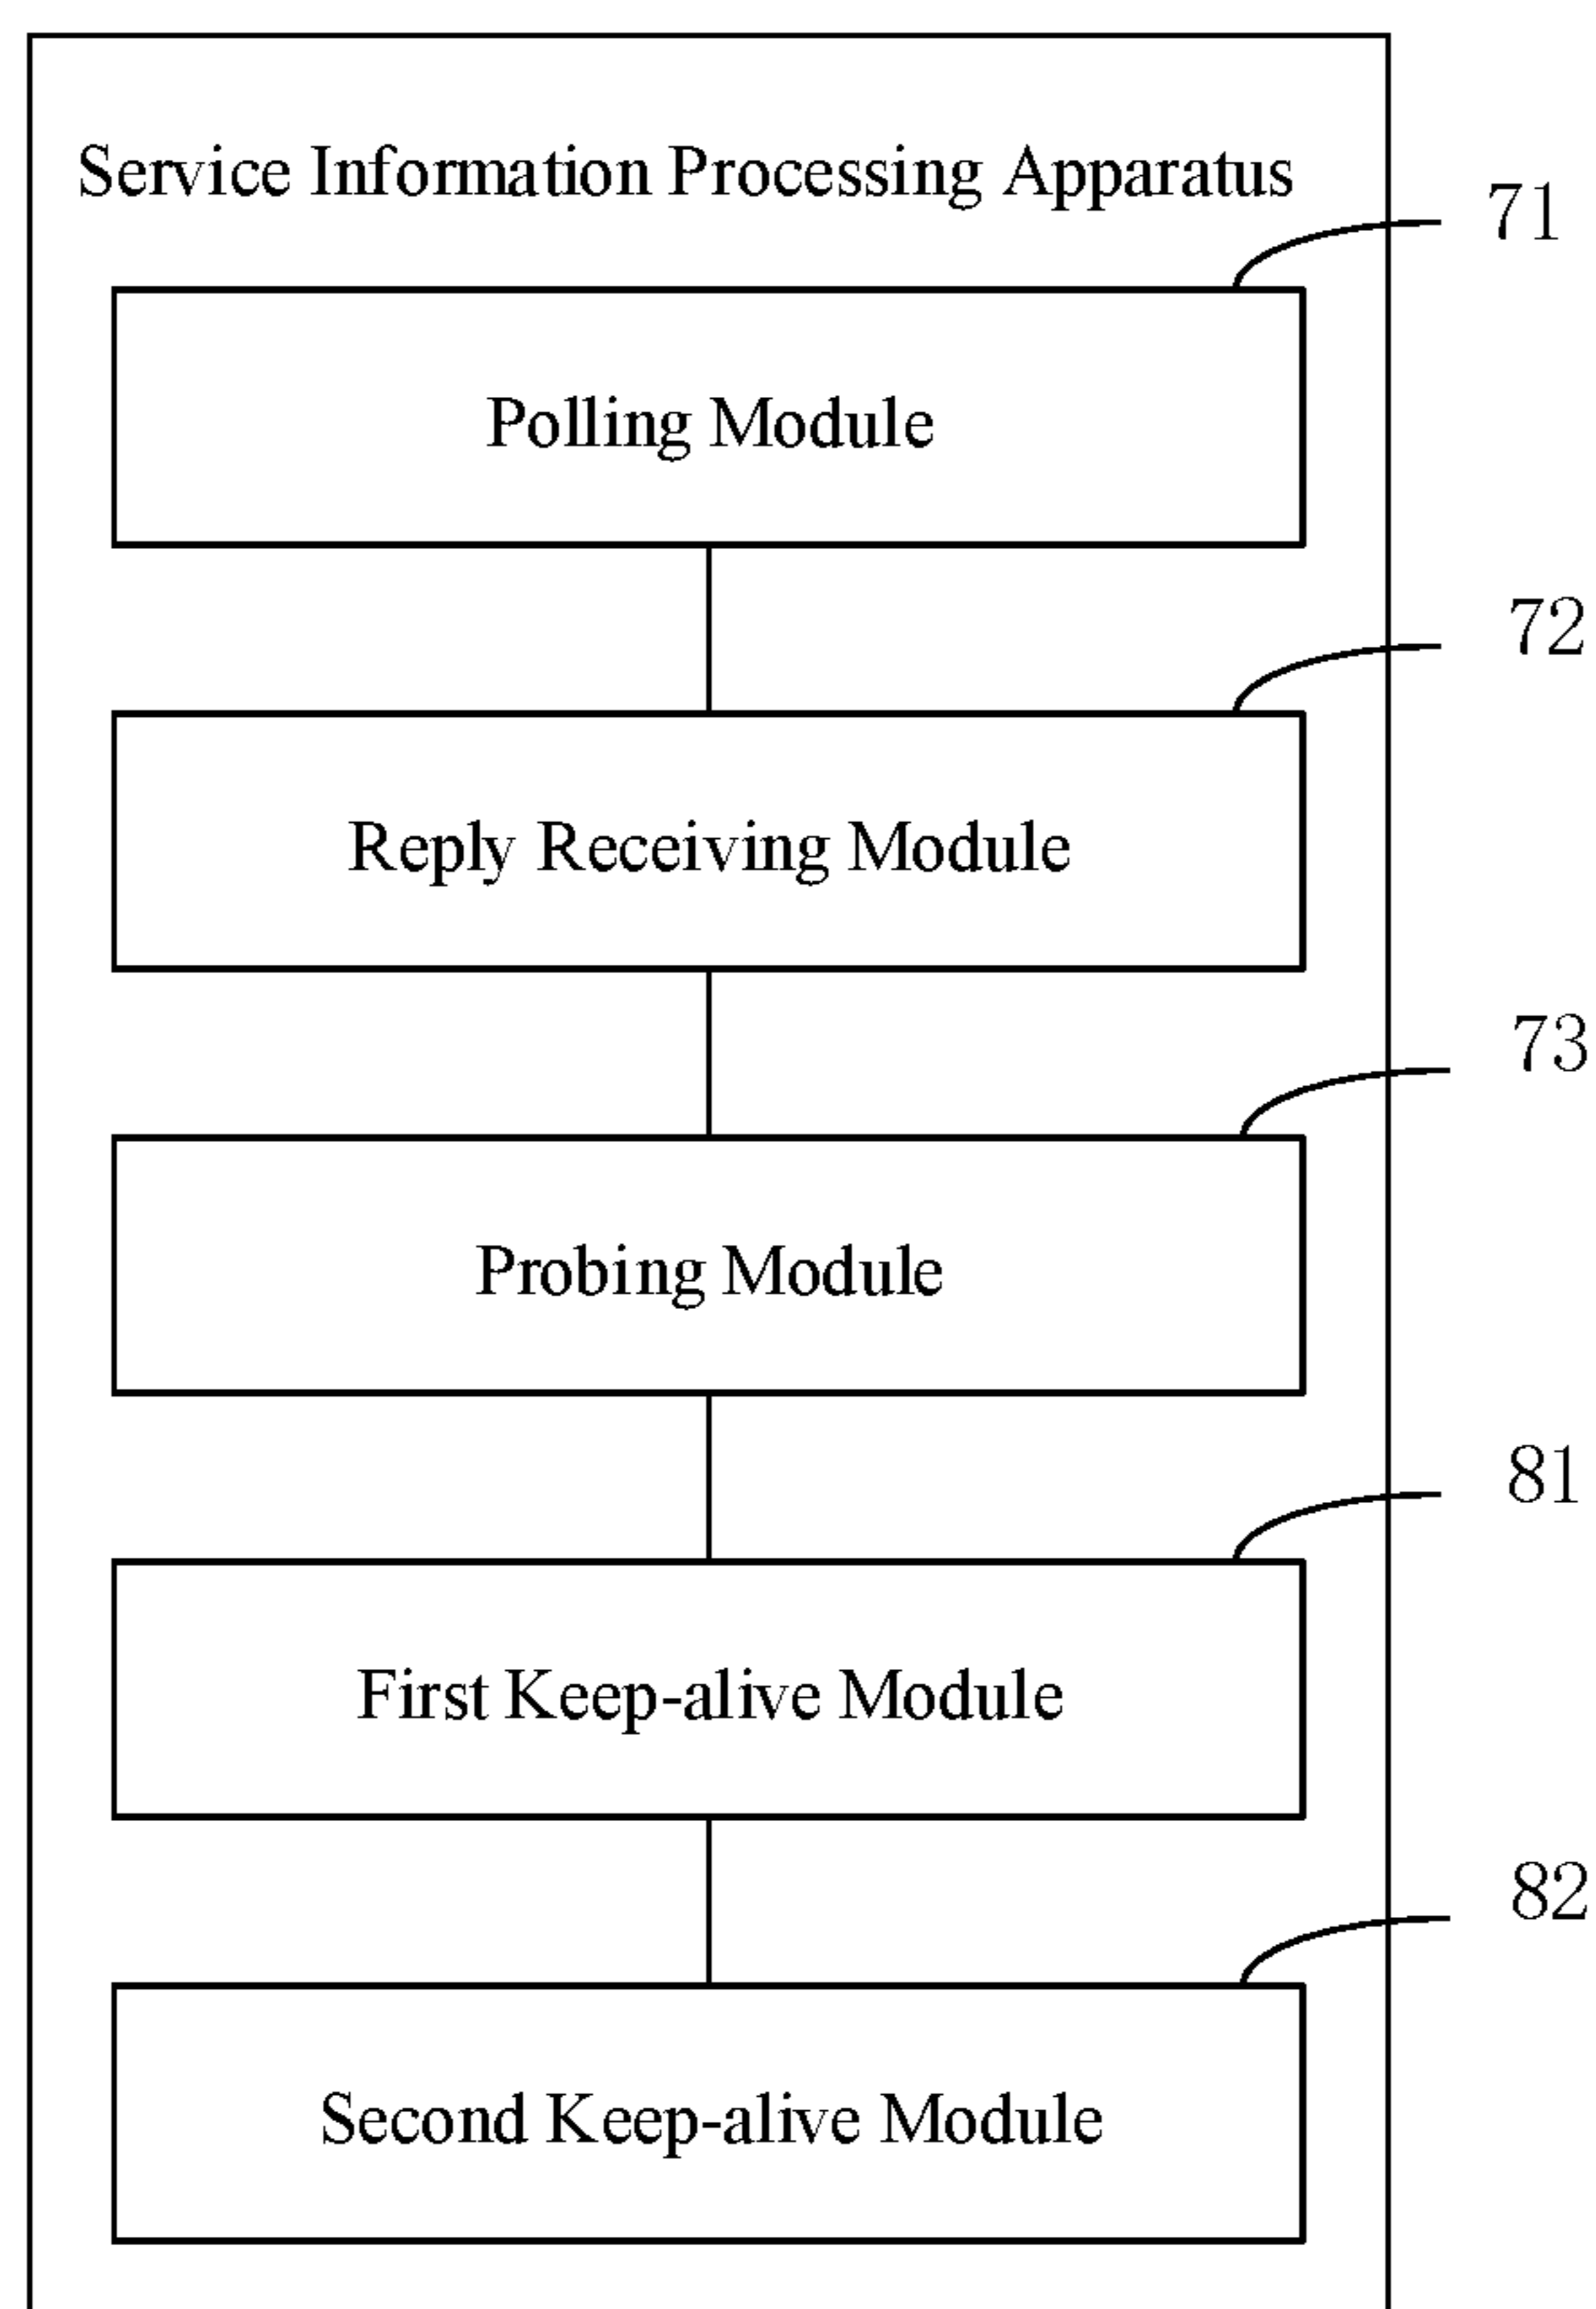 Service Information Processing Apparatus
71
Polling Module
72
Reply Receiving Module
73
Probing Module
81
First Keep-alive Module
82
Second Keep-alive Module